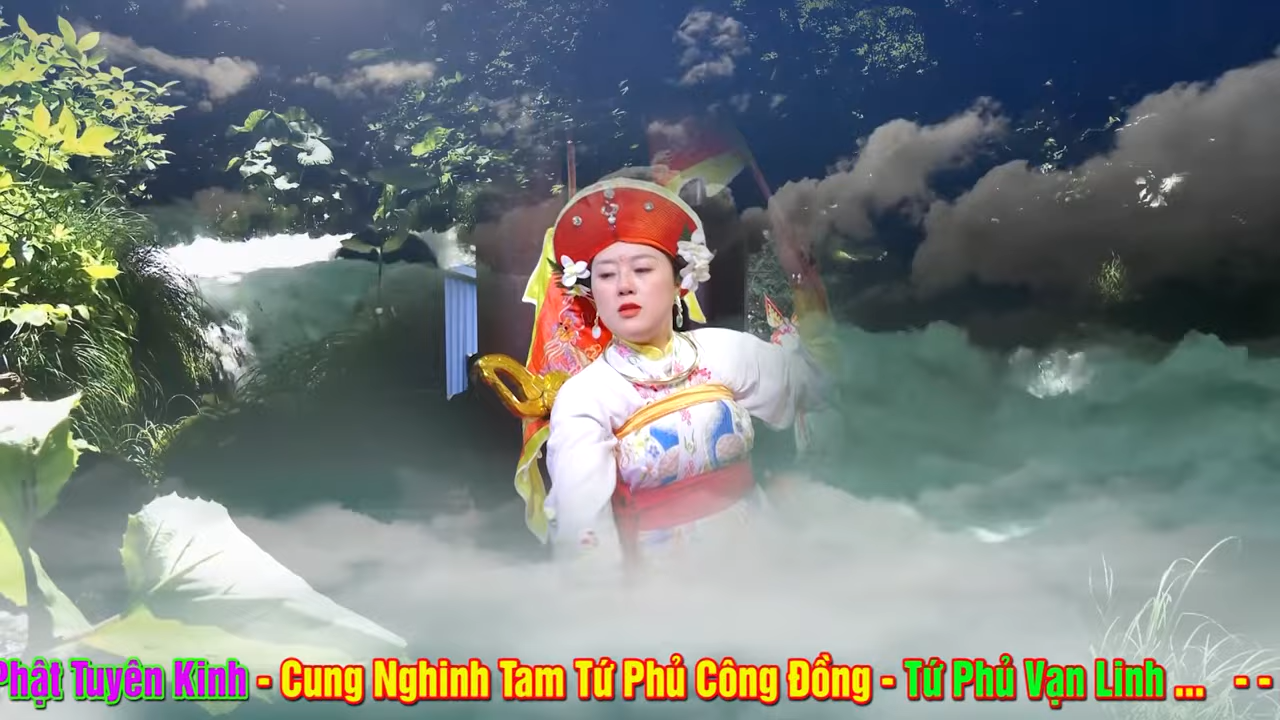 Phật Tuyên Kinh - Cung Nghinh Tam Tứ Phủ Công Đồng - Tứ Phủ Vạn Linh ... - -